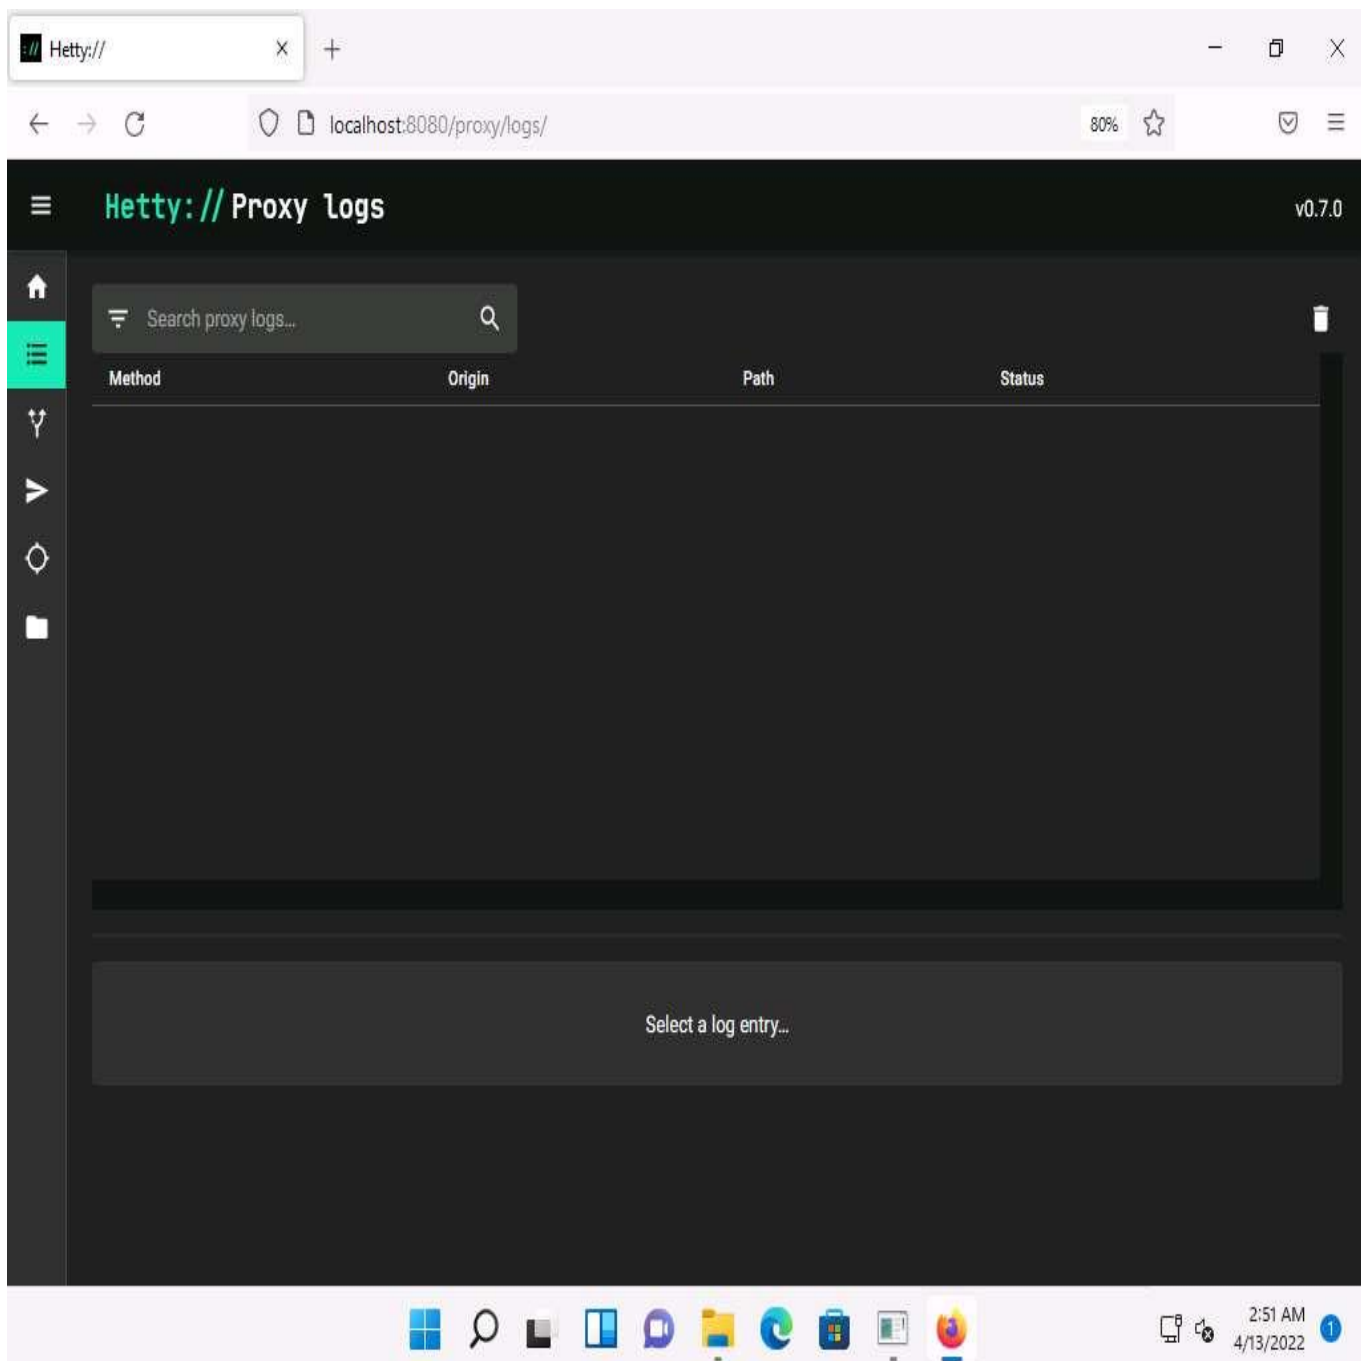 :// Hetty://
localhost:8080/proxy/logs/
80%
Hetty:// Proxy logs
v0.7.0
Search proxy logs...
Method Origin Path Status
Select a log entry...
2:51 AM
4/13/2022
1